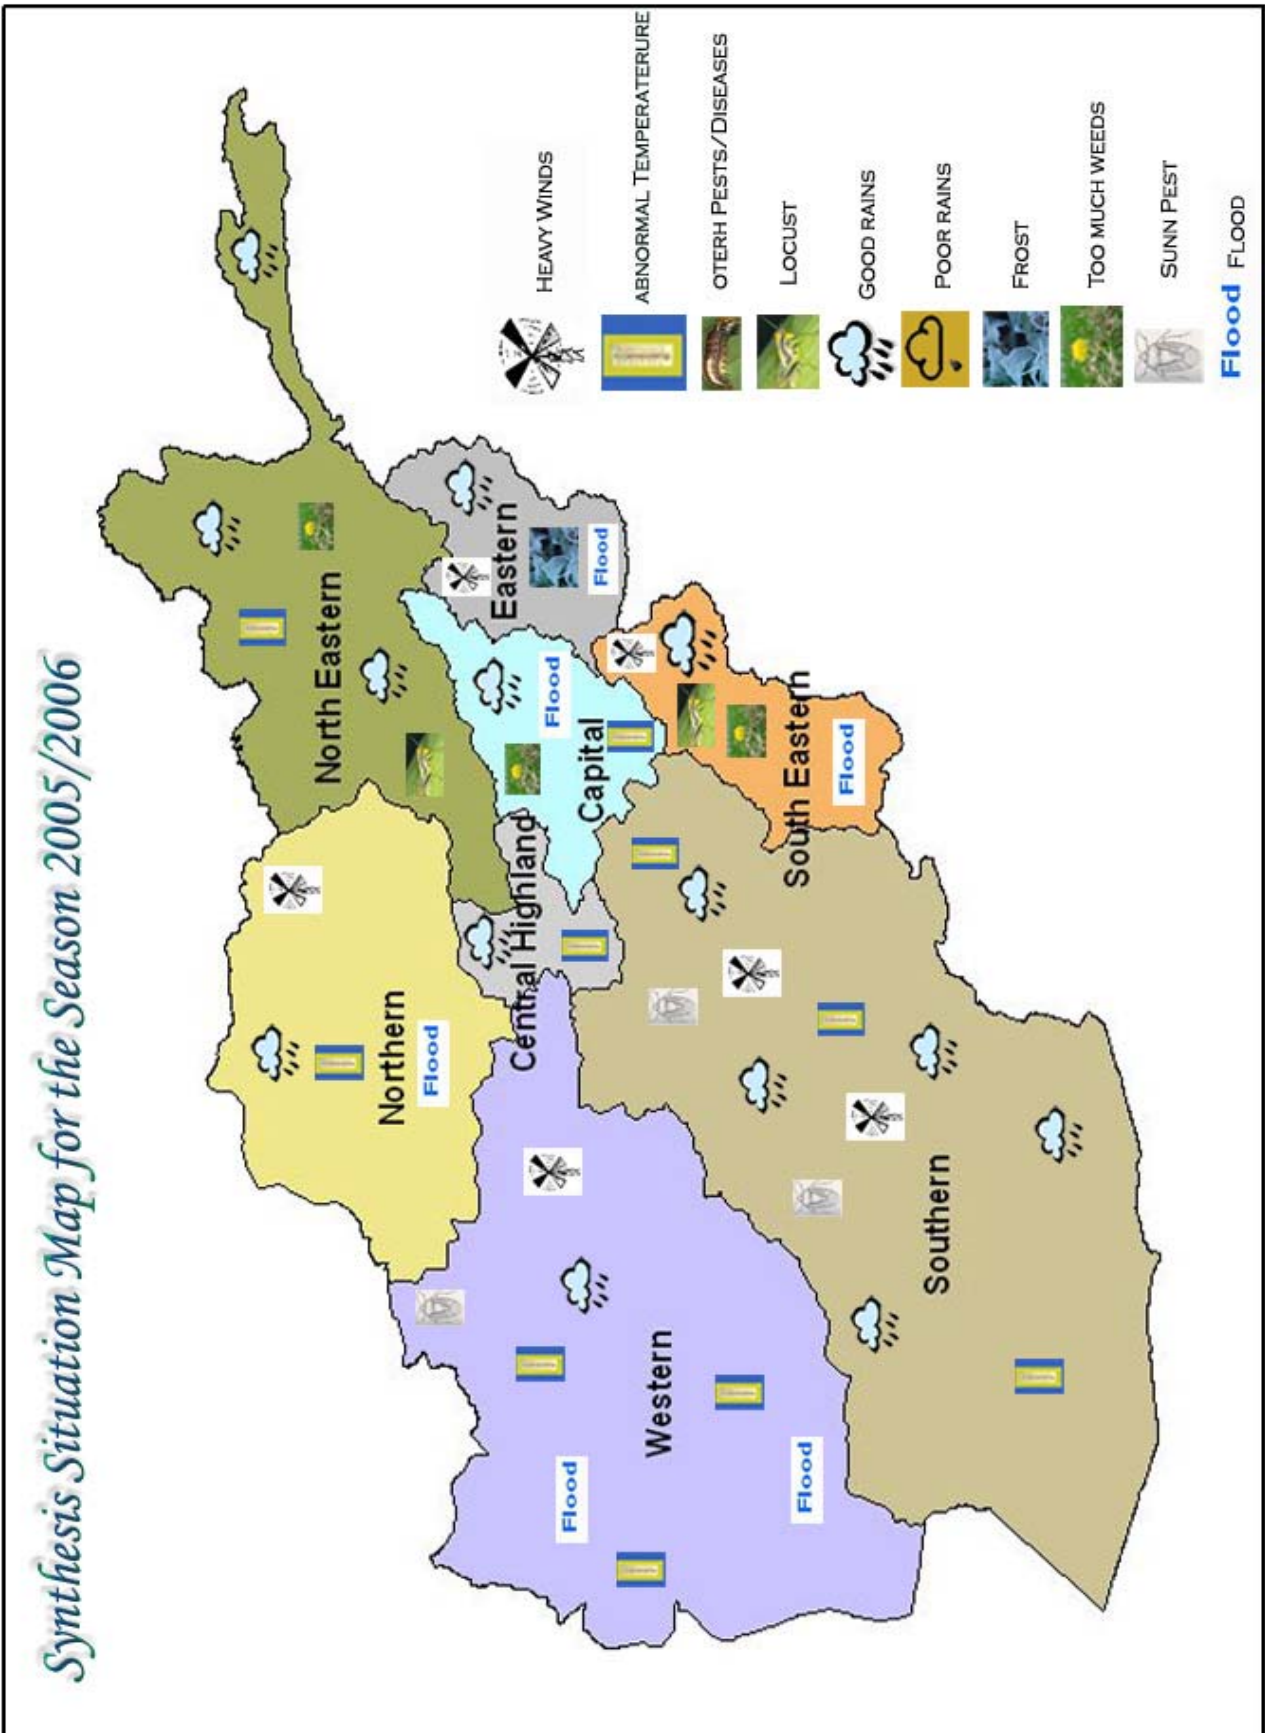 Synthesis Situation Map for the Season 2005/2006
North Eastern
Northern
Flood
Eastern
Flood
Flood
Capital
Central Highland
South Eastern
Flood
Western
Flood
Flood
Southern
HEAVY WINDS
ABNORMAL TEMPERATERURE
OTERH PESTS/DISEASES
LOCUST
GOOD RAINS
POOR RAINS
FROST
TOO MUCH WEEDS
SUNN PEST
Flood FLOOD